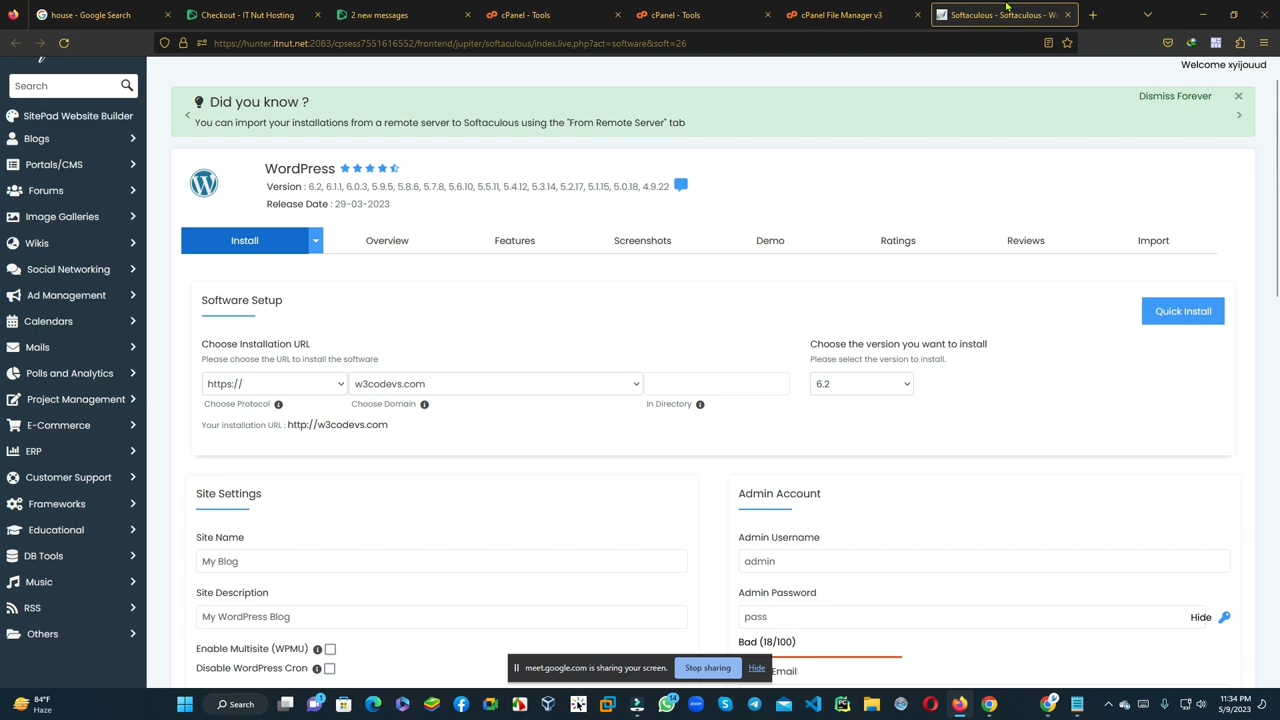 house - Google Search
Checkout - IT Nut Hosting
2 new messages
cPanel - Tools
cPanel - Tools
cPanel File Manager v3
Softaculous - Softaculous - We
https://hunter.itnut.net:2083/cpsess7551616552/frontend/jupiter/softaculous/index.live.php?act=software&soft=26
Welcome xyijouud
Search
SitePad Website Builder
Blogs
Portals/CMS
Forums
Image Galleries
Wikis
Social Networking
Ad Management
Calendars
Mails
Polls and Analytics
Project Management
E-Commerce
ERP
Customer Support
Frameworks
Educational
DB Tools
Music
RSS
Others
Did you know ?
Dismiss Forever
You can import your installations from a remote server to Softaculous using the "From Remote Server" tab
WordPress
Version : 6.2, 6.1.1, 6.0.3, 5.9.5, 5.8.6, 5.7.8, 5.6.10, 5.5.11, 5.4.12, 5.3.14, 5.2.17, 5.1.15, 5.0.18, 4.9.22
Release Date : 29-03-2023
Install
Overview
Features
Screenshots
Demo
Ratings
Reviews
Import
Software Setup
Quick Install
Choose Installation URL
Please choose the URL to install the software
https://
w3codevs.com
Choose Protocol
Choose Domain
In Directory
Your installation URL : http://w3codevs.com
Choose the version you want to install
Please select the version to install.
6.2
Site Settings
Site Name
My Blog
Site Description
My WordPress Blog
Enable Multisite (WPMU)
Disable WordPress Cron
Admin Account
Admin Username
admin
Admin Password
pass
Hide
Bad (18/100)
Email
meet.google.com is sharing your screen.
Stop sharing
Hide
84°F
Haze
Search
11:34 PM
5/9/2023